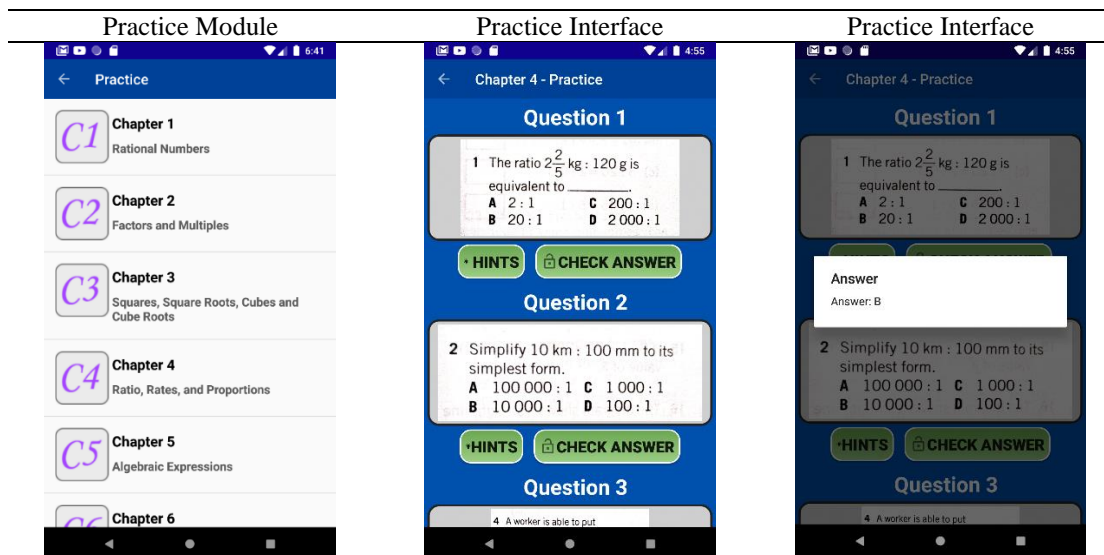 Practice Module
Practice Interface
Practice Interface
6:41
Practice
C1
Chapter 1
Rational Numbers
C2
Chapter 2
Factors and Multiples
C3
Chapter 3
Squares, Square Roots, Cubes and
Cube Roots
C4
Chapter 4
Ratio, Rates, and Proportions
C5
Chapter 5
Algebraic Expressions
C6
Chapter 6
4:55
Chapter 4 - Practice
Question 1
1 The ratio 2 2/5 kg : 120 g is
equivalent to ________.
A 2 : 1 C 200 : 1
B 20 : 1 D 2 000 : 1
HINTS CHECK ANSWER
Question 2
2 Simplify 10 km : 100 mm to its
simplest form.
A 100 000 : 1 C 1 000 : 1
B 10 000 : 1 D 100 : 1
HINTS CHECK ANSWER
Question 3
4 A worker is able to put
4:55
Chapter 4 - Practice
Question 1
1 The ratio 2 2/5 kg : 120 g is
equivalent to ________.
A 2 : 1 C 200 : 1
B 20 : 1 D 2 000 : 1
Answer
Answer: B
2 Simplify 10 km : 100 mm to its
simplest form.
A 100 000 : 1 C 1 000 : 1
B 10 000 : 1 D 100 : 1
HINTS CHECK ANSWER
Question 3
4 A worker is able to put